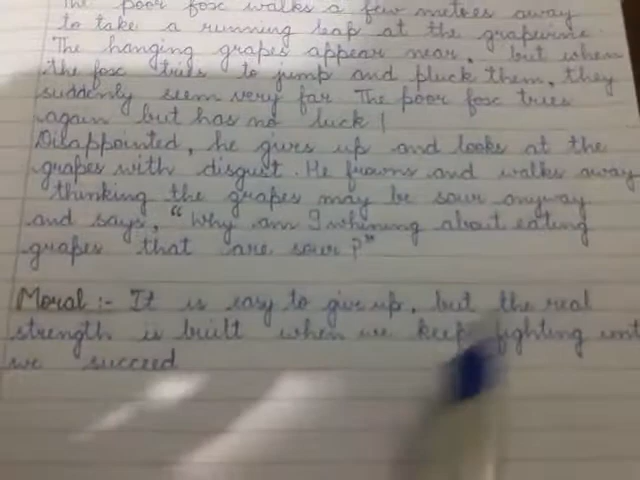 The poor fox walks a few metres away
to take a running leap at the grapevine.
The hanging grapes appear near, but when
the fox tries to jump and pluck them, they
suddenly seem very far The poor fox tries
again but has no luck!
Disappointed, he gives up and looks at the
grapes with disgust. He frowns and walks away
thinking the grapes may be sour anyway
and says, "Why am I whining about eating
grapes that are sour?"
Moral:- It is easy to give up, but the real
strength is built when we keep fighting unt
we succeed